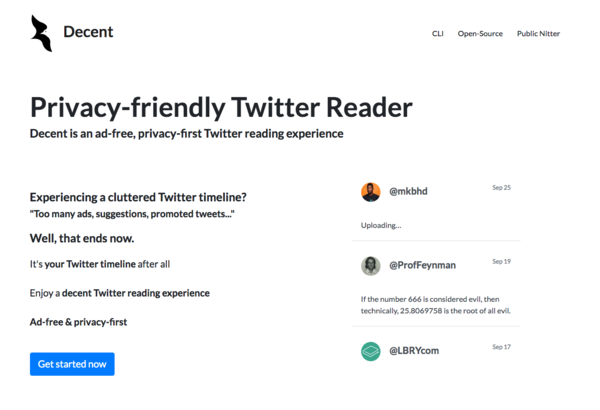 Decent
CLI
Open-Source
Public Nitter
Privacy-friendly Twitter Reader
Decent is an ad-free, privacy-first Twitter reading experience
Experiencing a cluttered Twitter timeline?
"Too many ads, suggestions, promoted tweets..."
Well, that ends now.
It's your Twitter timeline after all
Enjoy a decent Twitter reading experience
Ad-free & privacy-first
Get started now
@mkbhd
Sep 25
Uploading...
@ProfFeynman
Sep 19
If the number 666 is considered evil, then
technically, 25.8069758 is the root of all evil.
@LBRYcom
Sep 17